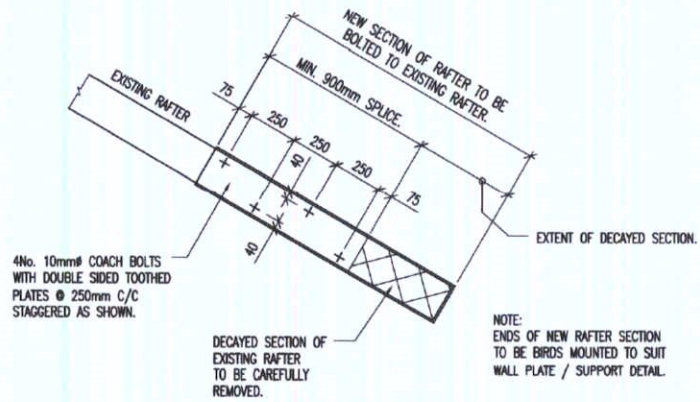 NEW SECTION OF RAFTER TO BE
BOLTED TO EXISTING RAFTER.
MIN. 900mm SPLICE.
EXISTING RAFTER
75
250
250
250
75
40
40
EXTENT OF DECAYED SECTION.
4No. 10mmø COACH BOLTS
WITH DOUBLE SIDED TOOTHED
PLATES @ 250mm C/C
STAGGERED AS SHOWN.
DECAYED SECTION OF
EXISTING RAFTER
TO BE CAREFULLY
REMOVED.
NOTE:
ENDS OF NEW RAFTER SECTION
TO BE BIRDS MOUNTED TO SUIT
WALL PLATE / SUPPORT DETAIL.